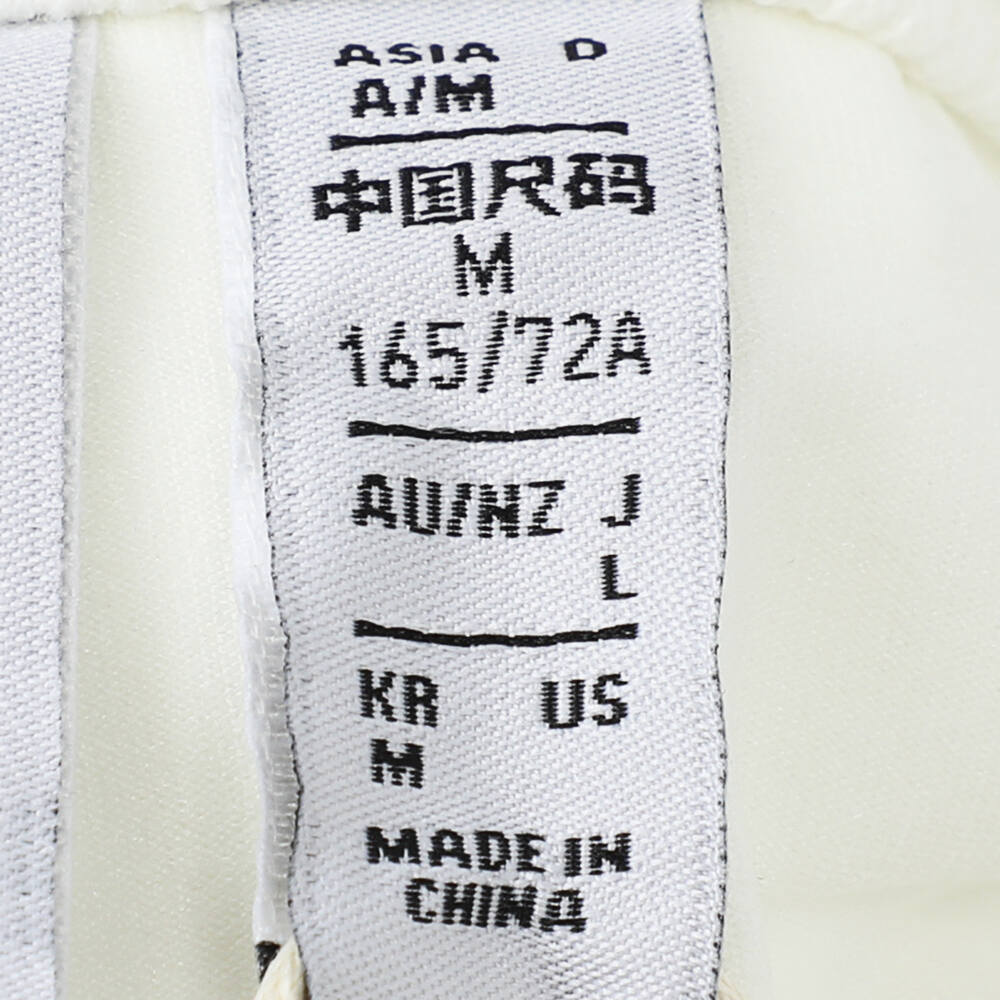 ASIA D
A/M
中国尺码
M
165/72A
AU/NZ J
L
KR US
M
MADE IN
CHINA